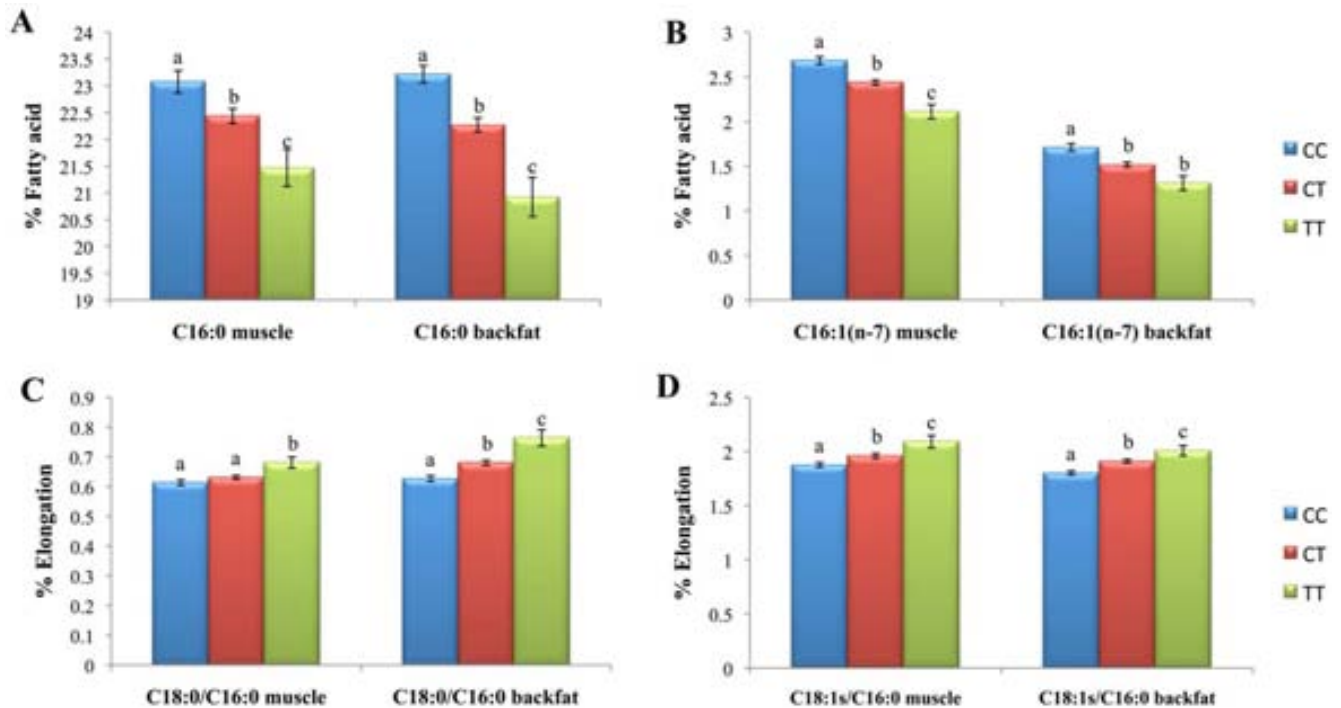 A
24
23.5
23
22.5
22
21.5
21
20.5
20
19.5
19
% Fatty acid
a
b
c
a
b
c
C16:0 muscle
C16:0 backfat
B
3
2.5
2
1.5
1
0.5
0
% Fatty acid
a
b
c
a
b
b
C16:1(n-7) muscle
C16:1(n-7) backfat
CC
CT
TT
C
0.9
0.8
0.7
0.6
0.5
0.4
0.3
0.2
0.1
0
% Elongation
a
a
b
a
b
c
C18:0/C16:0 muscle
C18:0/C16:0 backfat
D
2.5
2
1.5
1
0.5
0
% Elongation
a
b
c
a
b
c
C18:1s/C16:0 muscle
C18:1s/C16:0 backfat
CC
CT
TT